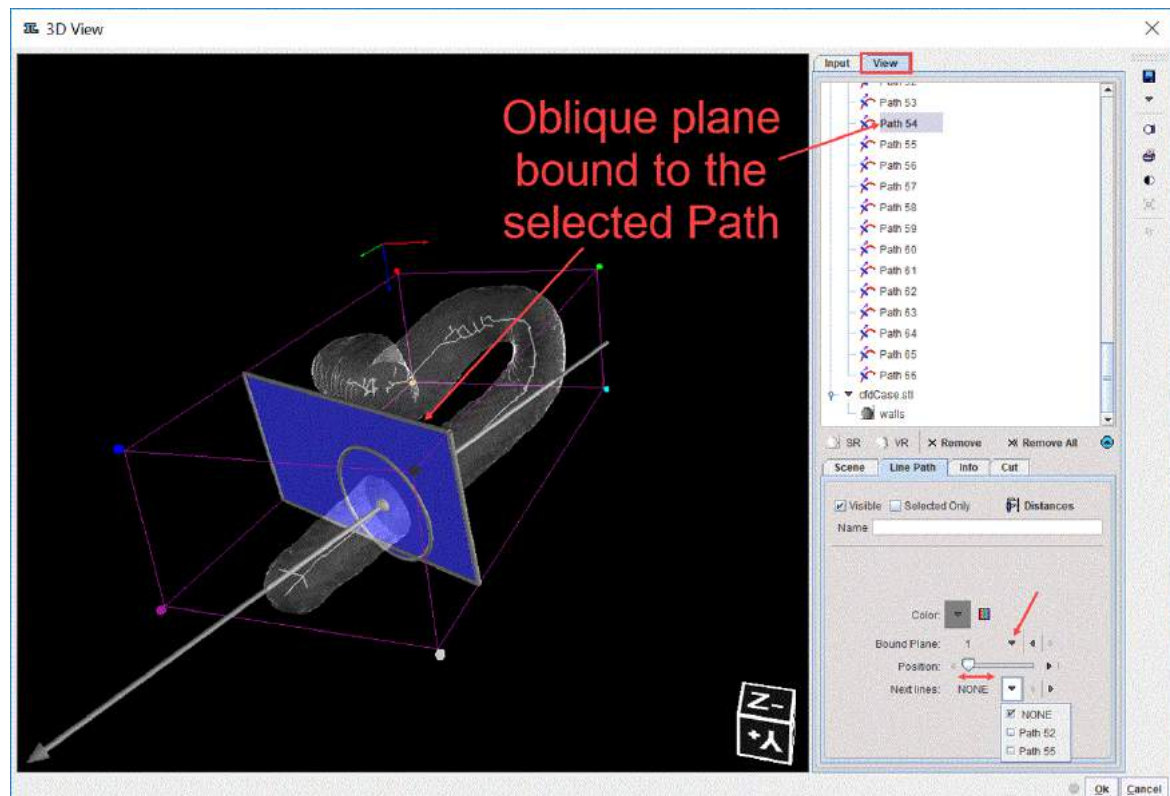 3D View
Input View
Oblique plane
bound to the
selected Path
Path 53
Path 54
Path 55
Path 56
Path 57
Path 58
Path 59
Path 60
Path 61
Path 62
Path 63
Path 64
Path 65
Path 66
cfdCase.stl
walls
SR VR Remove Remove All
Scene Line Path Info Cut
Visible Selected Only Distances
Name
Color:
Bound Plane: 1
Position:
Next lines: NONE
NONE
Path 52
Path 55
Z-
Y+
Ok Cancel